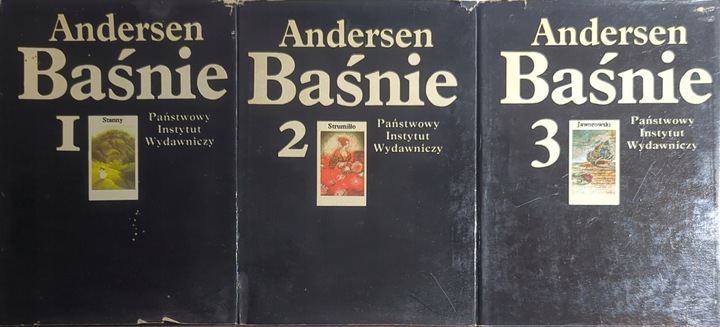 Andersen
Baśnie
1
Stanny
Państwowy
Instytut
Wydawniczy
Andersen
Baśnie
2
Strumiłło
Państwowy
Instytut
Wydawniczy
Andersen
Baśnie
3
Jaworowski
Państwowy
Instytut
Wydawniczy